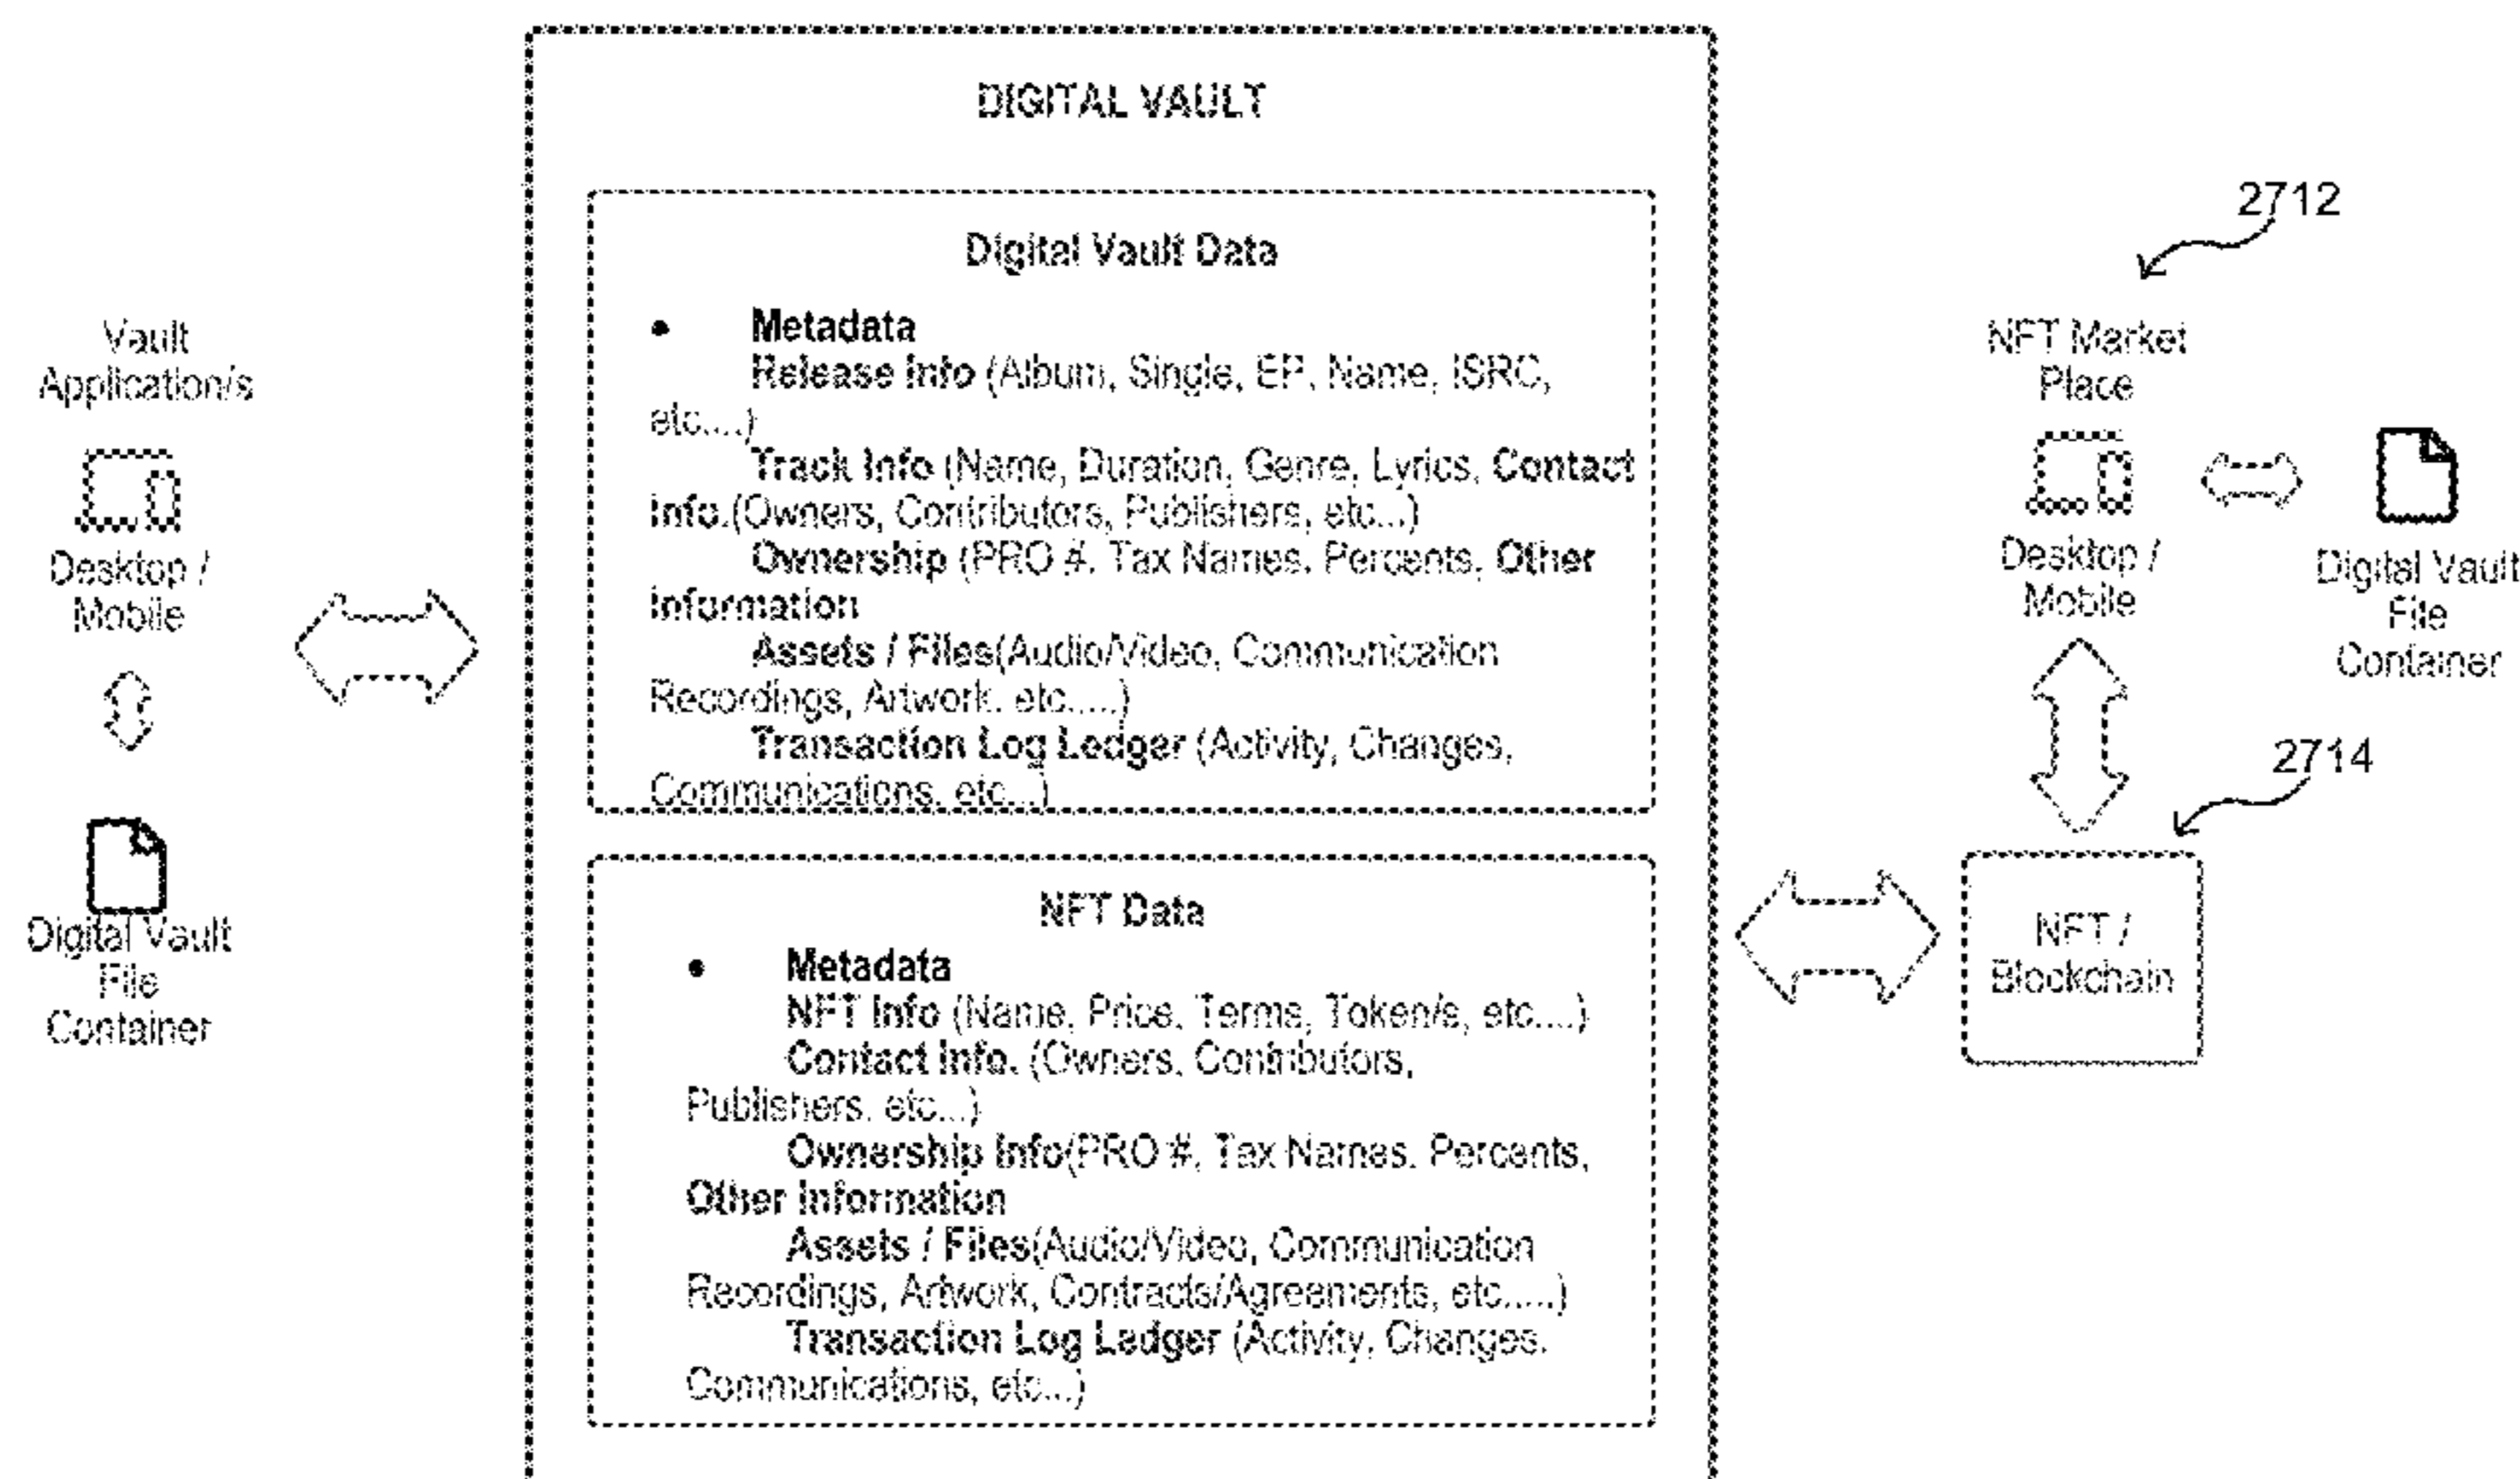 DIGITAL VAULT
Digital Vault Data
• Metadata
Release Info (Album, Single, EP, Name, ISRC,
etc....)
Track Info (Name, Duration, Genre, Lyrics, Contact
Info.(Owners, Contributors, Publishers, etc...)
Ownership (PRO #, Tax Names, Percents, Other
Information
Assets / Files(Audio/Video, Communication
Recordings, Artwork, etc.....)
Transaction Log Ledger (Activity, Changes,
Communications, etc...)
NFT Data
• Metadata
NFT Info (Name, Price, Terms, Token/s, etc....)
Contact Info. (Owners, Contributors,
Publishers, etc...)
Ownership Info(PRO #, Tax Names, Percents,
Other Information
Assets / Files(Audio/Video, Communication
Recordings, Artwork, Contracts/Agreements, etc.....)
Transaction Log Ledger (Activity, Changes,
Communications, etc...)
Vault
Application/s
Desktop /
Mobile
Digital Vault
File
Container
2712
NFT Market
Place
Desktop /
Mobile
Digital Vault
File
Container
2714
NFT /
Blockchain